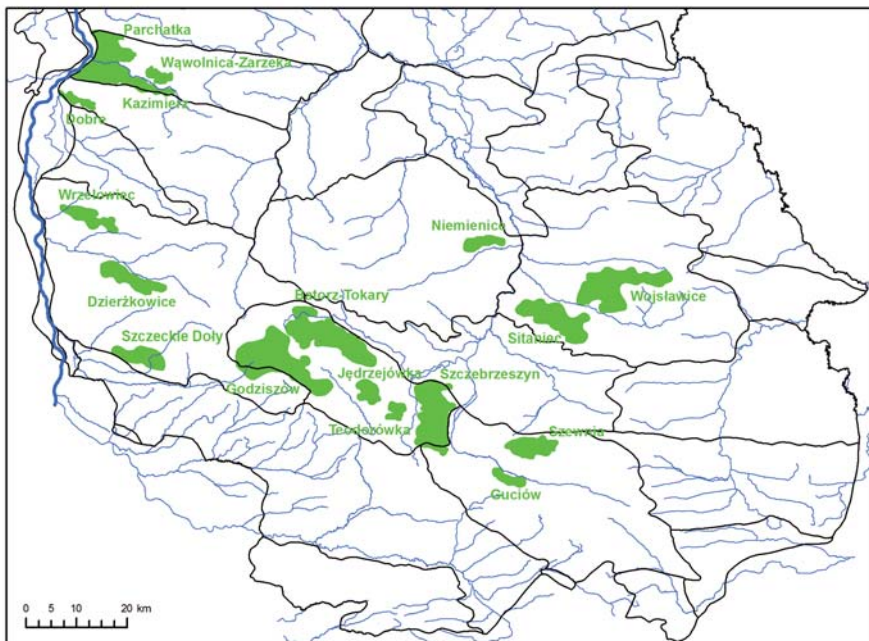 Parchatka
Wąwolnica-Zarzeka
Kazimierz
Dobre
Wrzelowiec
Niemienice
Dzierżkowice
Wojsławice
Batorz-Tokary
Sitaniec
Szczeckie Doły
Jędrzejówka
Szczebrzeszyn
Godziszów
Teodorówka
Szewnia
Guciów
0 5 10 20 km